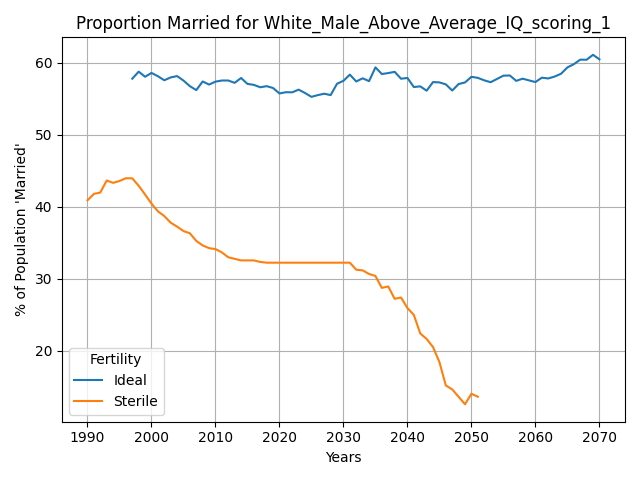 Proportion Married for White_Male_Above_Average_IQ_scoring_1
% of Population 'Married'
60
50
40
30
20
Fertility
Ideal
Sterile
1990 2000 2010 2020 2030 2040 2050 2060 2070
Years